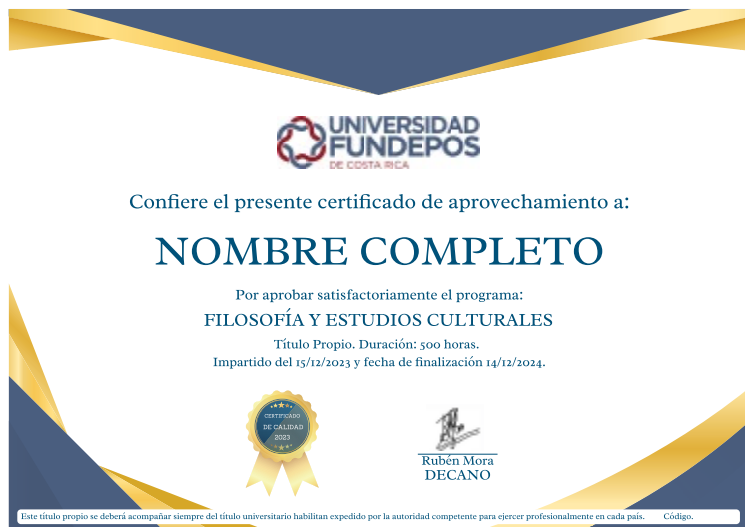 UNIVERSIDAD
FUNDEPOS
DE COSTA RICA
Confiere el presente certificado de aprovechamiento a:
NOMBRE COMPLETO
Por aprobar satisfactoriamente el programa:
FILOSOFÍA Y ESTUDIOS CULTURALES
Título Propio. Duración: 500 horas.
Impartido del 15/12/2023 y fecha de finalización 14/12/2024.
CERTIFICADO
DE CALIDAD
2023
Rubén Mora
DECANO
Este título propio se deberá acompañar siempre del título universitario habilitan expedido por la autoridad competente para ejercer profesionalmente en cada país. Código.